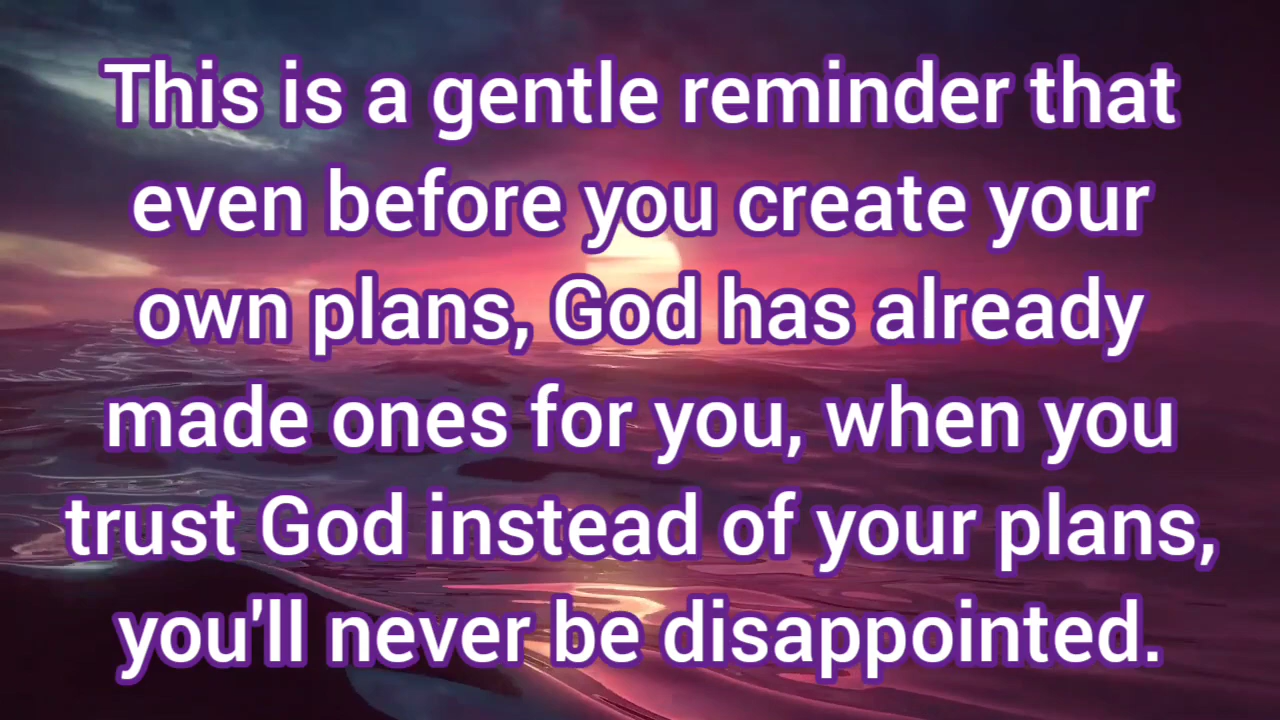 This is a gentle reminder that
even before you create your
own plans, God has already
made ones for you, when you
trust God instead of your plans,
you'll never be disappointed.